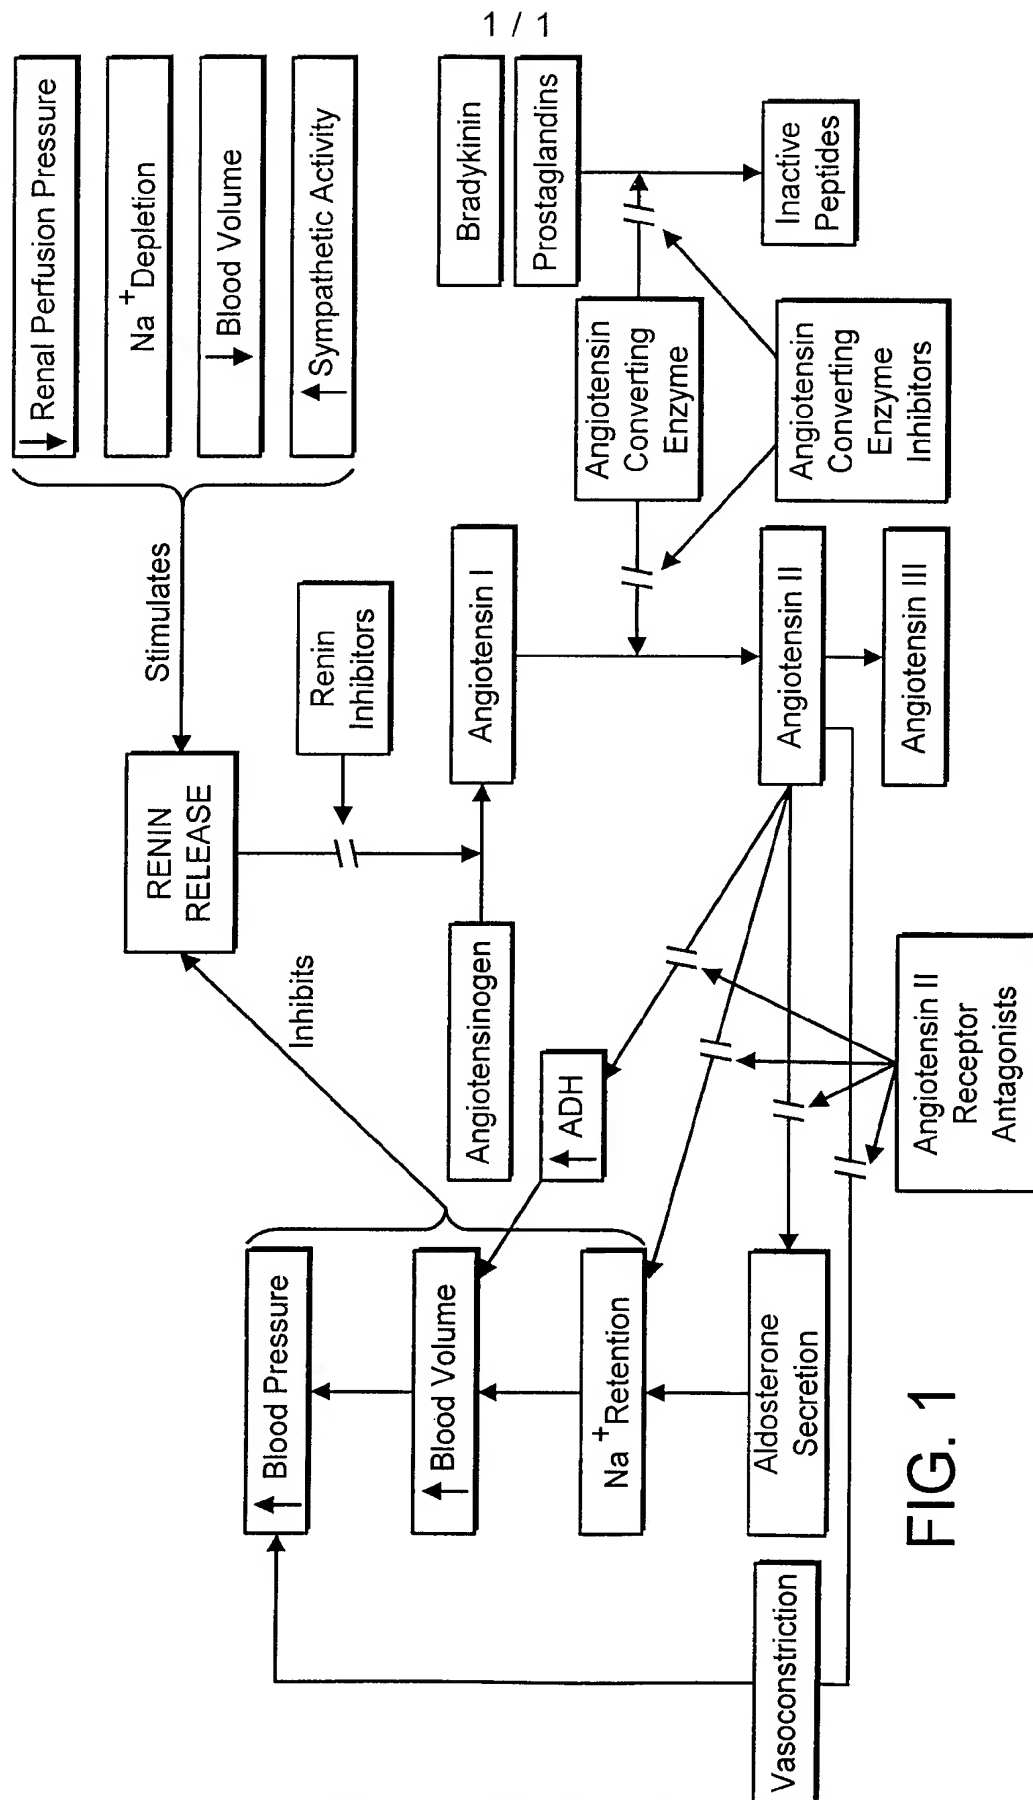 1 / 1
↓ Renal Perfusion Pressure
Na+ Depletion
↓ Blood Volume
↑ Sympathetic Activity
Stimulates
RENIN
RELEASE
Inhibits
Renin
Inhibitors
↑ Blood Pressure
↑ Blood Volume
Na+ Retention
Aldosterone
Secretion
Vasoconstriction
Angiotensinogen
Angiotensin I
↑ ADH
Bradykinin
Prostaglandins
Angiotensin
Converting
Enzyme
Inactive
Peptides
Angiotensin
Converting
Enzyme
Inhibitors
Angiotensin II
Angiotensin III
Angiotensin II
Receptor
Antagonists
FIG. 1